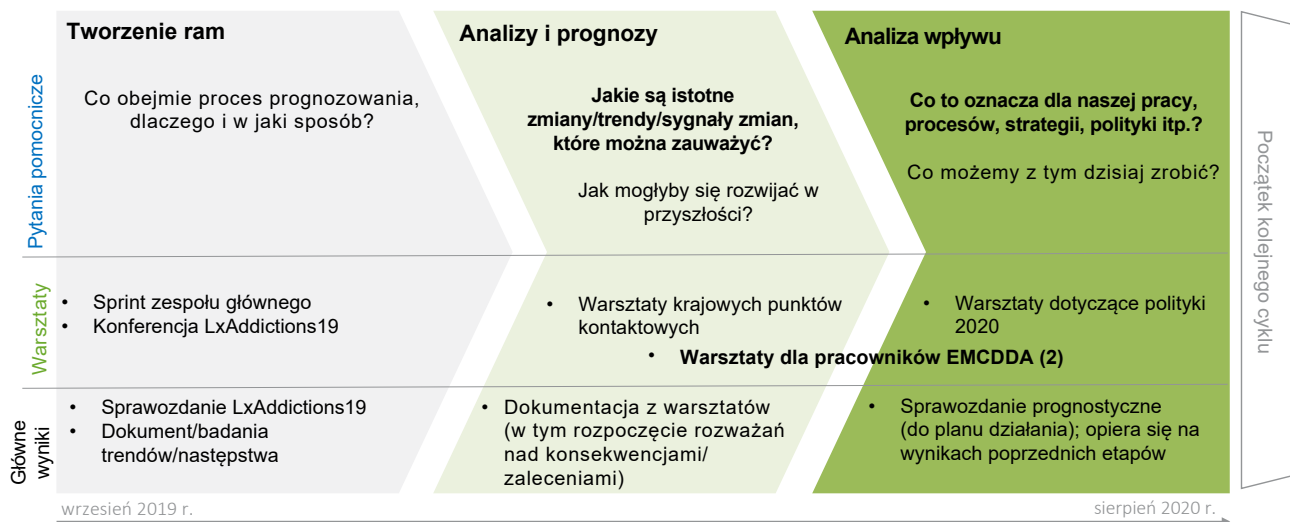 Tworzenie ram
Analizy i prognozy
Analiza wpływu
Pytania pomocnicze
Co obejmie proces prognozowania,
dlaczego i w jaki sposób?
Jakie są istotne
zmiany/trendy/sygnały zmian,
które można zauważyć?
Jak mogłyby się rozwijać w
przyszłości?
Co to oznacza dla naszej pracy,
procesów, strategii, polityki itp.?
Co możemy z tym dzisiaj zrobić?
Początek kolejnego cyklu
Warsztaty
• Sprint zespołu głównego
• Konferencja LxAddictions19
• Warsztaty krajowych punktów
kontaktowych
• Warsztaty dotyczące polityki
2020
• Warsztaty dla pracowników EMCDDA (2)
Główne
wyniki
• Sprawozdanie LxAddictions19
• Dokument/badania
trendów/następstwa
• Dokumentacja z warsztatów
(w tym rozpoczęcie rozważań
nad konsekwencjami/
zaleceniami)
• Sprawozdanie prognostyczne
(do planu działania); opiera się na
wynikach poprzednich etapów
wrzesień 2019 r.
sierpień 2020 r.